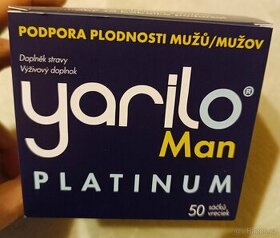 PODPORA PLODNOSTI MUŽŮ/MUŽOV
Doplněk stravy
Výživový doplnok
yarilo®
Man
PLATINUM
50 sáčků
vreciek